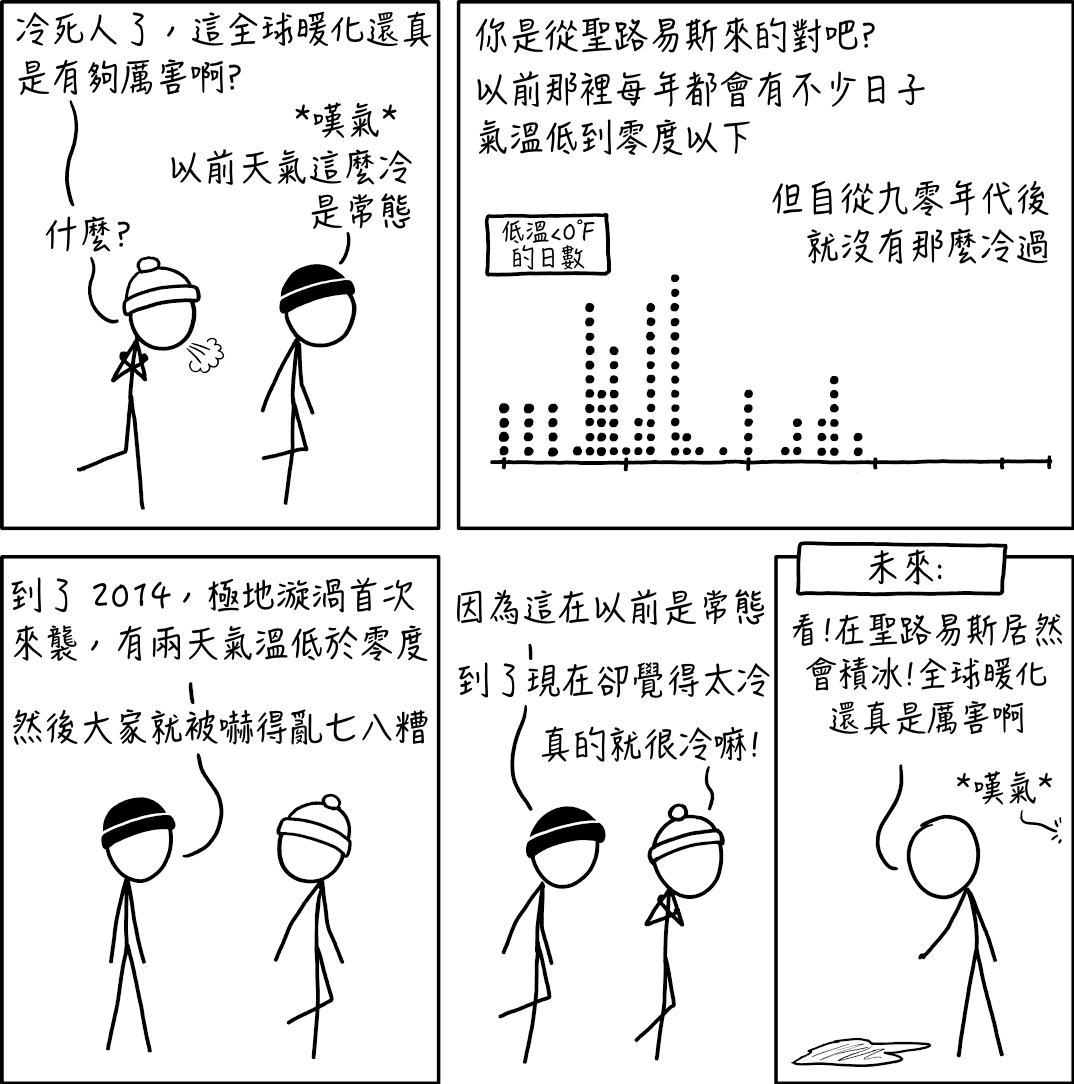 冷死人了，這全球暖化還真
是有夠厲害啊?
*嘆氣*
以前天氣這麼冷
是常態
什麼?
你是從聖路易斯來的對吧?
以前那裡每年都會有不少日子
氣溫低到零度以下
但自從九零年代後
就沒有那麼冷過
低溫<0°F
的日數
到了 2014，極地漩渦首次
來襲，有兩天氣溫低於零度
然後大家就被嚇得亂七八糟
因為這在以前是常態
到了現在卻覺得太冷
真的就很冷嘛!
未來:
看!在聖路易斯居然
會積冰!全球暖化
還真是厲害啊
*嘆氣*